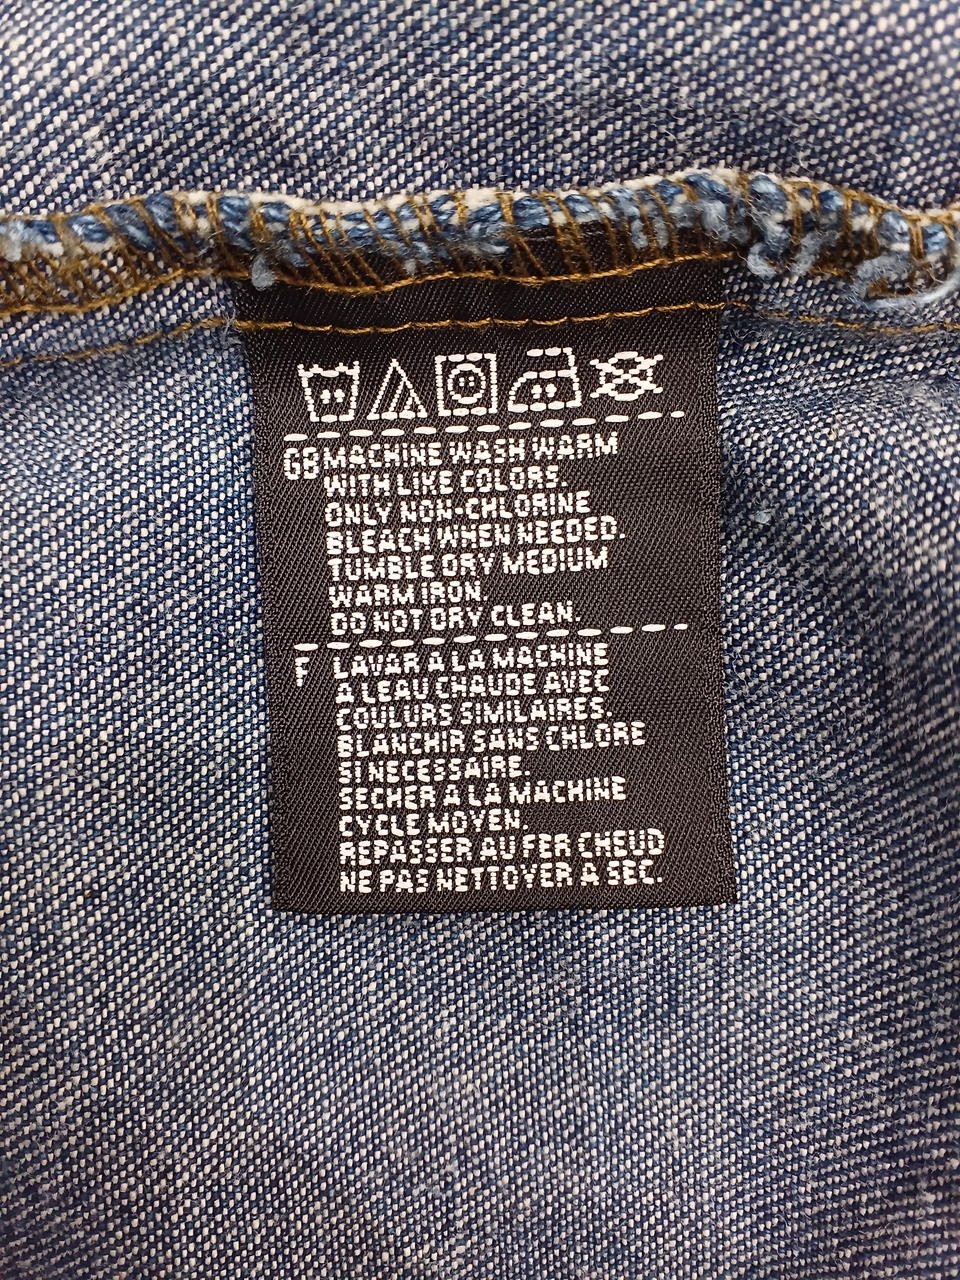 GB MACHINE WASH WARM
WITH LIKE COLORS.
ONLY NON-CHLORINE
BLEACH WHEN NEEDED.
TUMBLE DRY MEDIUM
WARM IRON.
DO NOT DRY CLEAN.
F LAVAR A LA MACHINE
A LEAU CHAUDE AVEC
COULURS SIMILAIRES.
BLANCHIR SANS CHLORE
SI NECESSAIRE.
SECHER A LA MACHINE
CYCLE MOYEN.
REPASSER AU FER CHEUD
NE PAS NETTOYER A SEC.